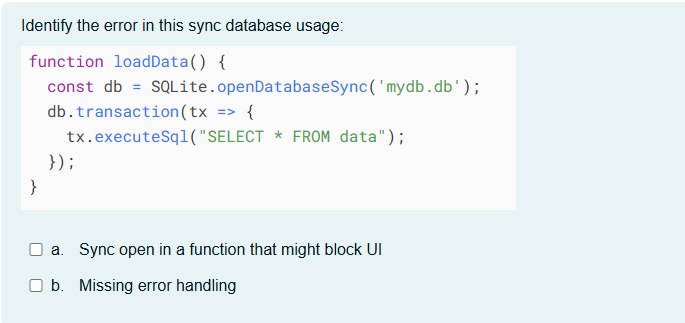 Identify the error in this sync database usage:
function loadData() {
const db = SQLite.openDatabaseSync('mydb.db');
db.transaction(tx => {
tx.executeSql("SELECT * FROM data");
});
}
a. Sync open in a function that might block UI
b. Missing error handling